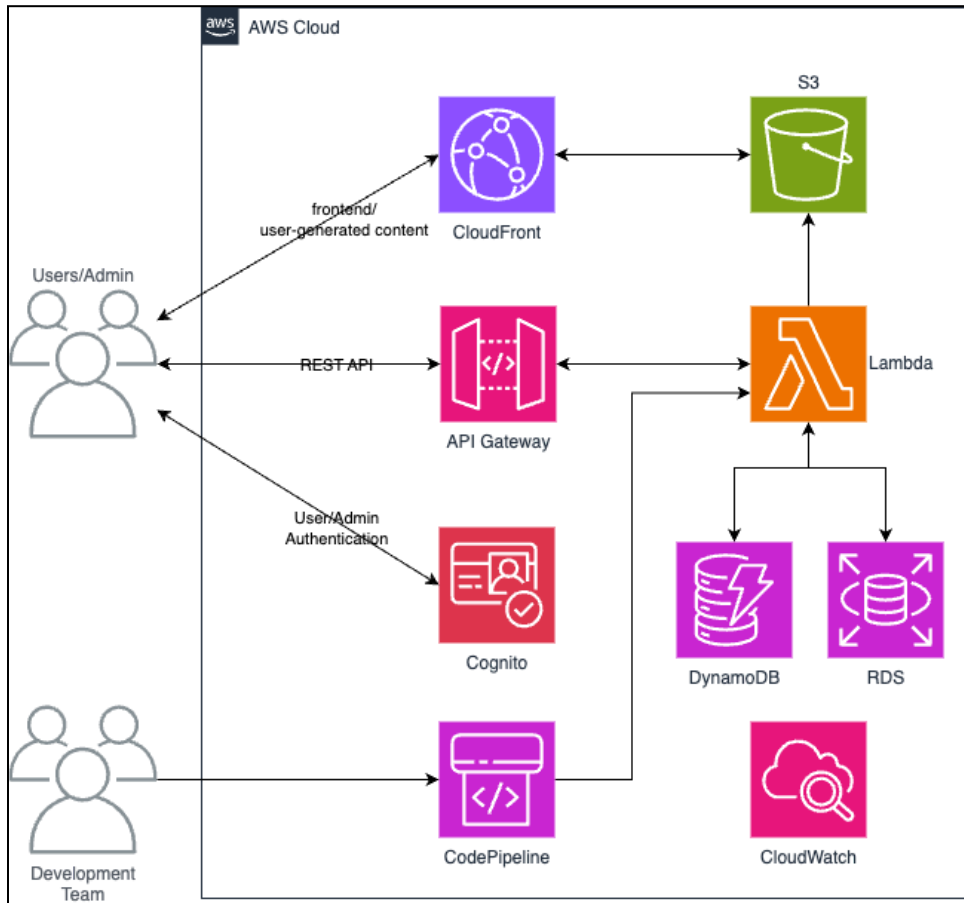 aws
AWS Cloud
S3
frontend/
user-generated content
CloudFront
Users/Admin
REST API
Lambda
API Gateway
User/Admin
Authentication
Cognito
DynamoDB
RDS
CodePipeline
CloudWatch
Development
Team